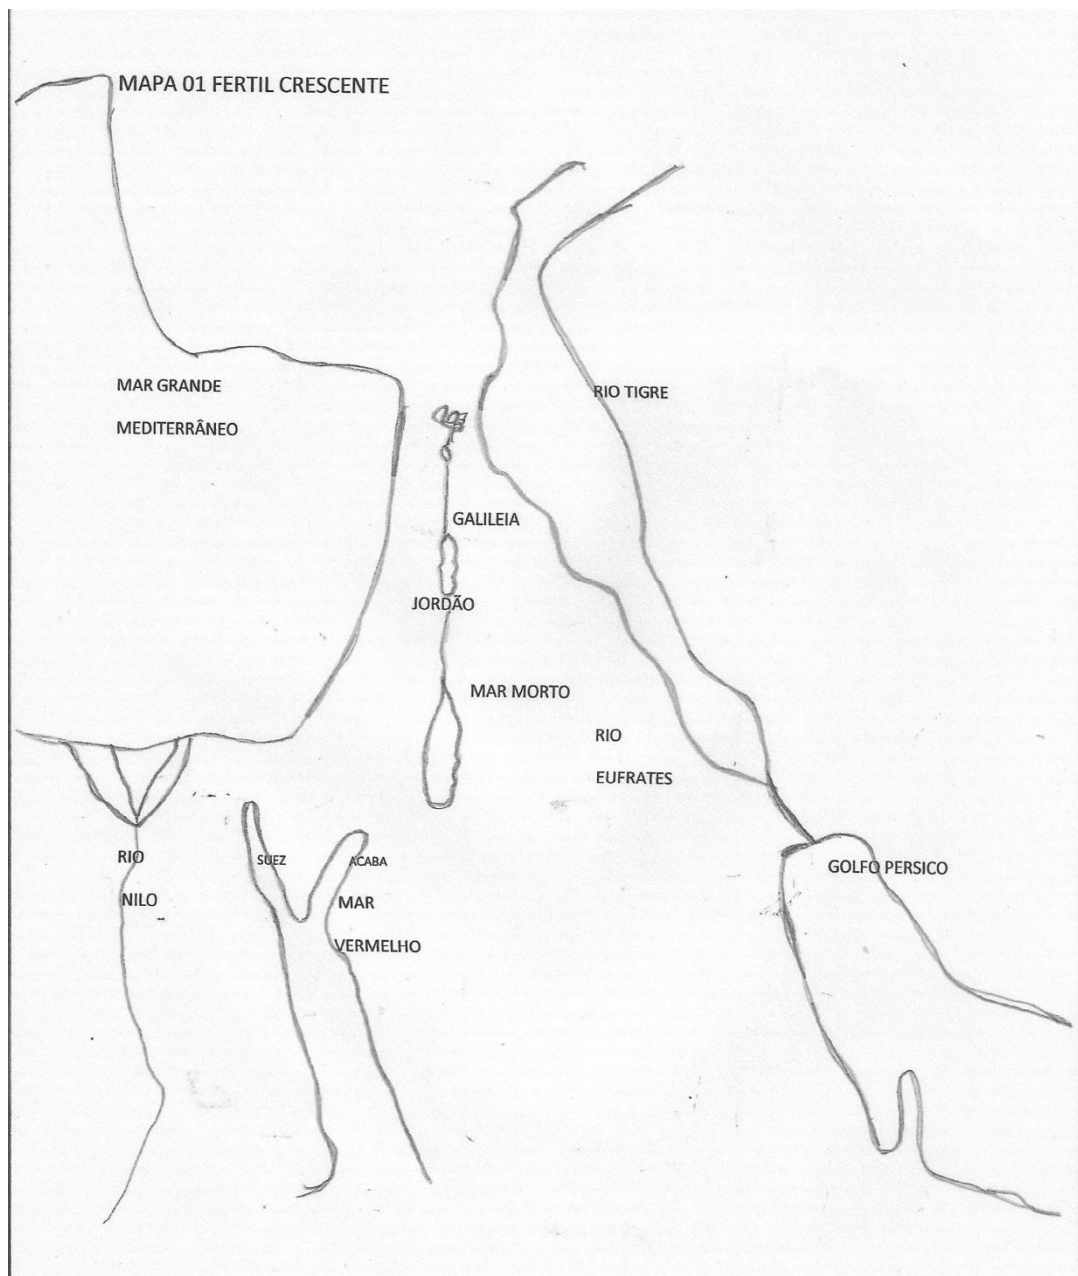 MAPA 01 FERTIL CRESCENTE
MAR GRANDE
MEDITERRÂNEO
RIO TIGRE
GALILEIA
JORDÃO
MAR MORTO
RIO
EUFRATES
RIO
NILO
SUEZ
ACABA
MAR
VERMELHO
GOLFO PERSICO